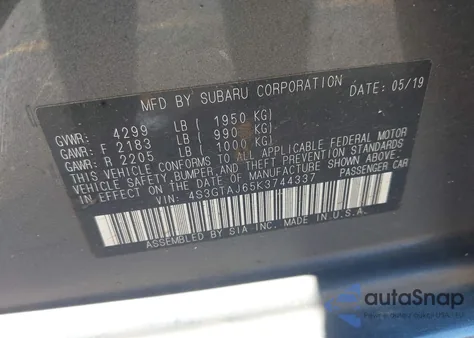 MFD BY SUBARU CORPORATION DATE: 05/19
GVWR: 4299 LB ( 1950 KG)
GAWR: F 2183 LB ( 990 KG)
GAWR: R 2205 LB ( 1000 KG)
THIS VEHICLE CONFORMS TO ALL APPLICABLE FEDERAL MOTOR
VEHICLE SAFETY, BUMPER, AND THEFT PREVENTION STANDARDS
IN EFFECT ON THE DATE OF MANUFACTURE SHOWN ABOVE.
VIN: 4S3GTAJ65K3744337 PASSENGER CAR
ASSEMBLED BY SIA INC. MADE IN U.S.A.
autoSnap